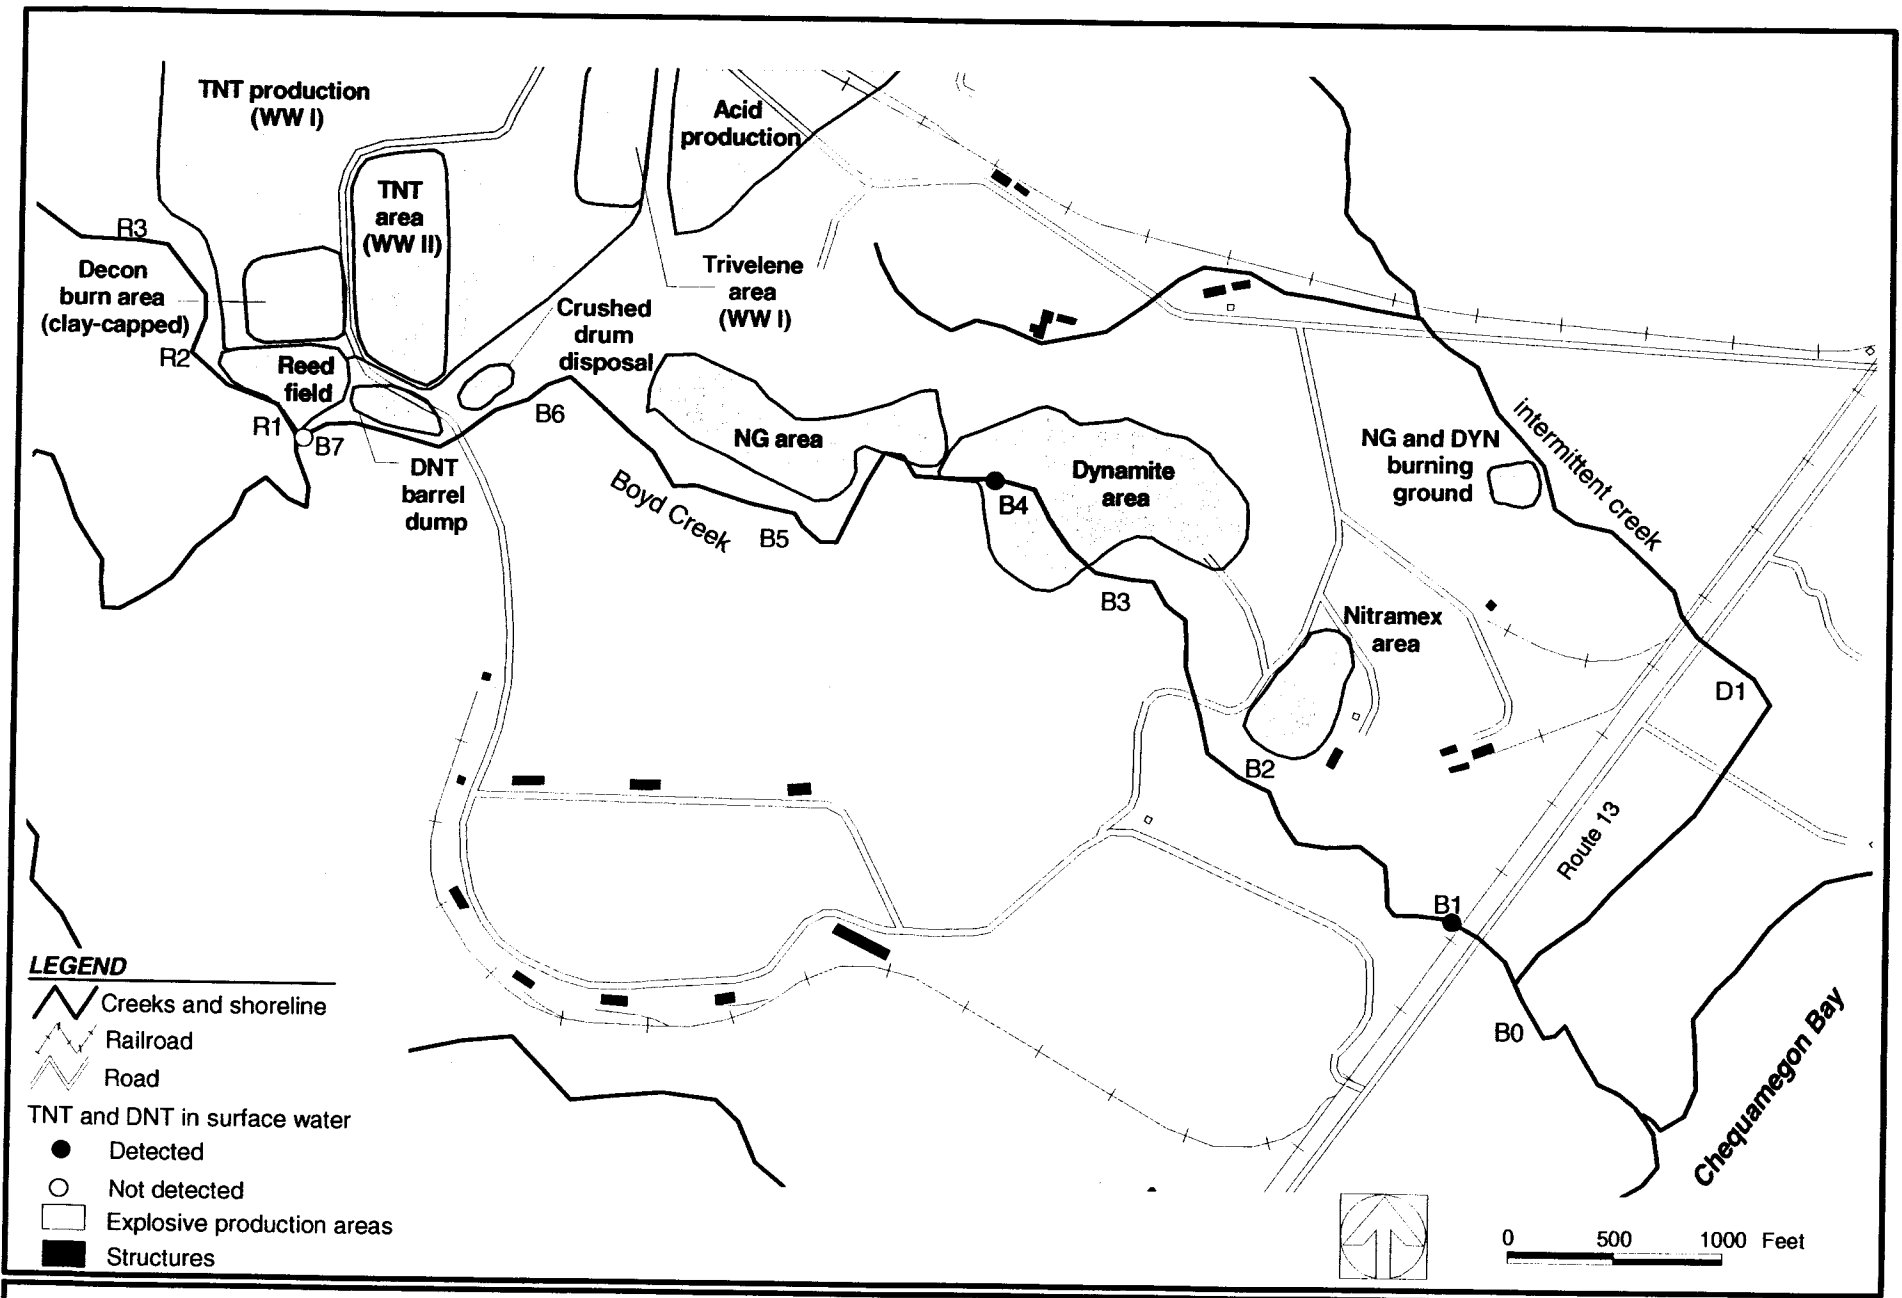 TNT production
(WW I)
Acid
production
TNT
area
(WW II)
R3
Decon
burn area
(clay-capped)
R2
Trivelene
area
(WW I)
Crushed
drum
disposal
Reed
field
R1
B7
B6
DNT
barrel
dump
NG area
Boyd Creek
B5
B4
Dynamite
area
B3
NG and DYN
burning
ground
intermittent creek
Nitramex
area
D1
B2
Route 13
B1
B0
Chequamegon Bay
LEGEND
Creeks and shoreline
Railroad
Road
TNT and DNT in surface water
Detected
Not detected
Explosive production areas
Structures
0 500 1000 Feet